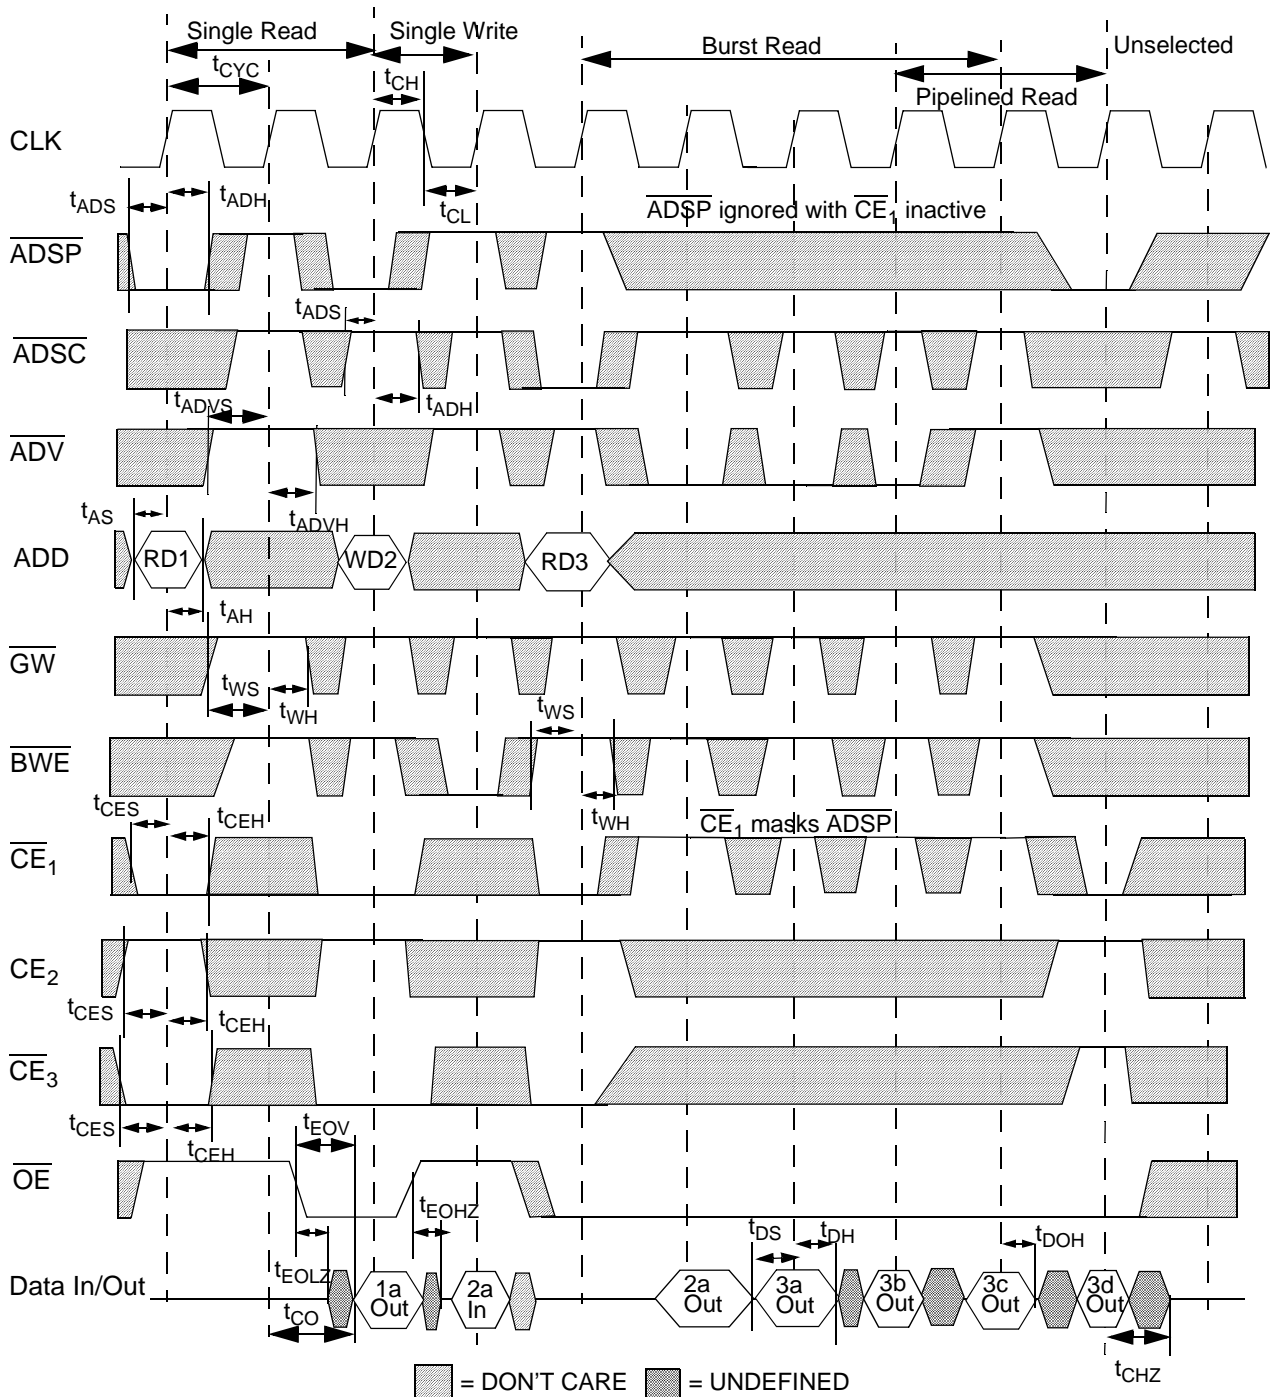 Single Read
Single Write
Burst Read
Unselected
tCYC
tCH
Pipelined Read
CLK
tADS
tADH
tCL
ADSP ignored with CE1 inactive
ADSP
tADS
ADSC
tADVS
tADH
ADV
tAS
tADVH
ADD
RD1
WD2
RD3
tAH
GW
tWS
tWH
tWS
BWE
tCES
tCEH
tWH
CE1 masks ADSP
CE1
CE2
tCES
tCEH
CE3
tCES
tCEH
tEOV
OE
tEOHZ
tDS
tDH
tDOH
tEOLZ
Data In/Out
1a Out
2a In
2a Out
3a Out
3b Out
3c Out
3d Out
tCO
tCHZ
= DON'T CARE
= UNDEFINED